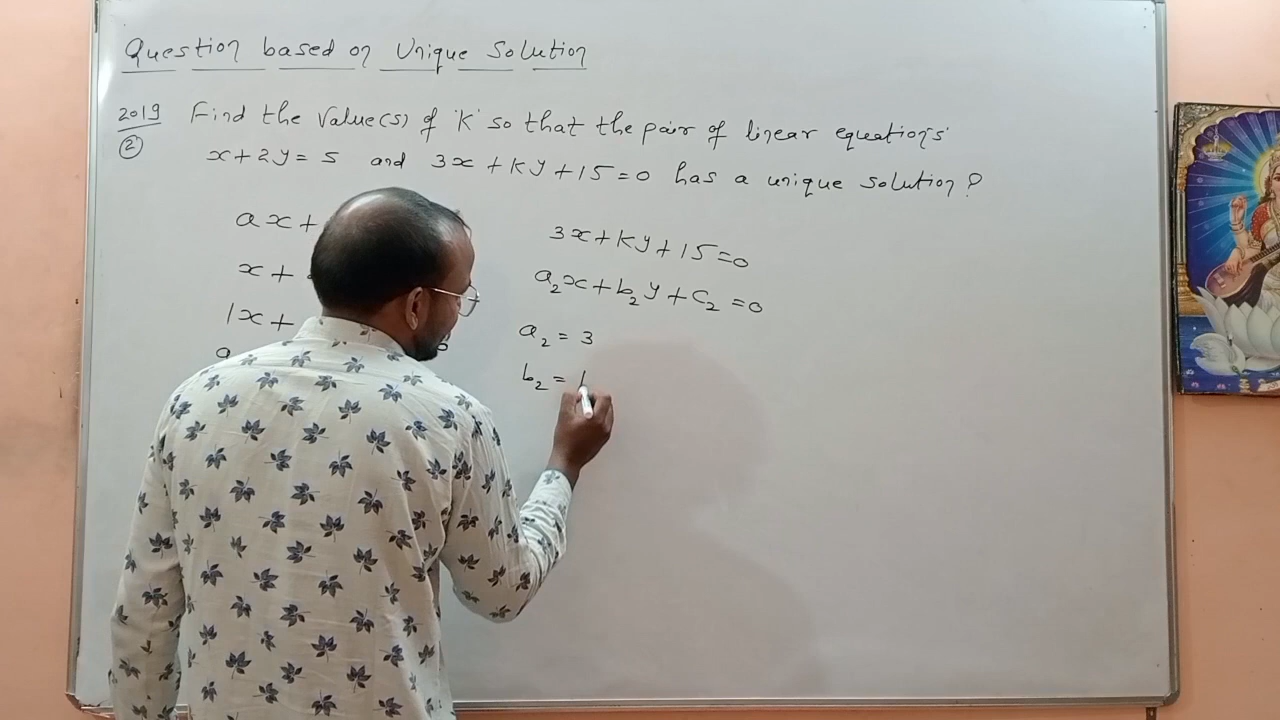 Question based on Unique Solution
2019 Find the Value(s) of 'K' so that the pair of linear equations
② x + 2y = 5 and 3x + Ky + 15 = 0 has a unique solution?
ax +
x +
1x +
a
3x + Ky + 15 = 0
a₂x + b₂y + c₂ = 0
a₂ = 3
b₂ =